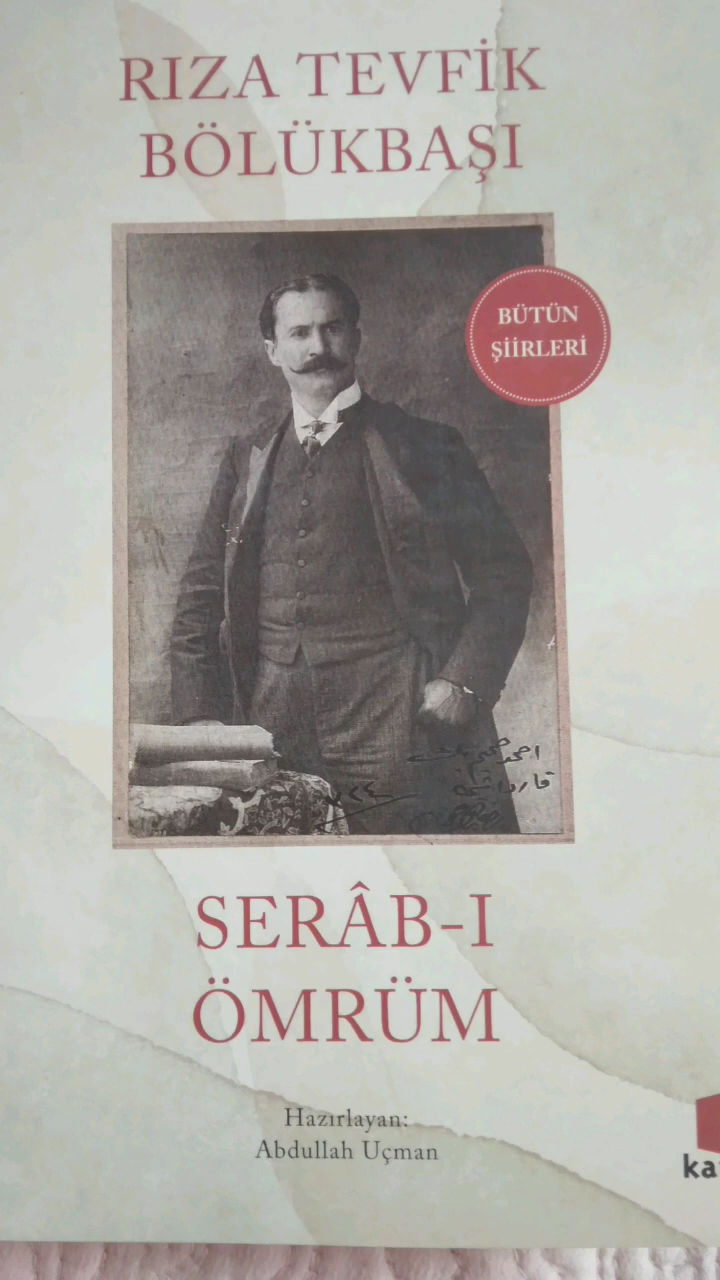 RIZA TEVFİK
BÖLÜKBAŞI
BÜTÜN
ŞİİRLERİ
SERÂB-I
ÖMRÜM
Hazırlayan:
Abdullah Uçman